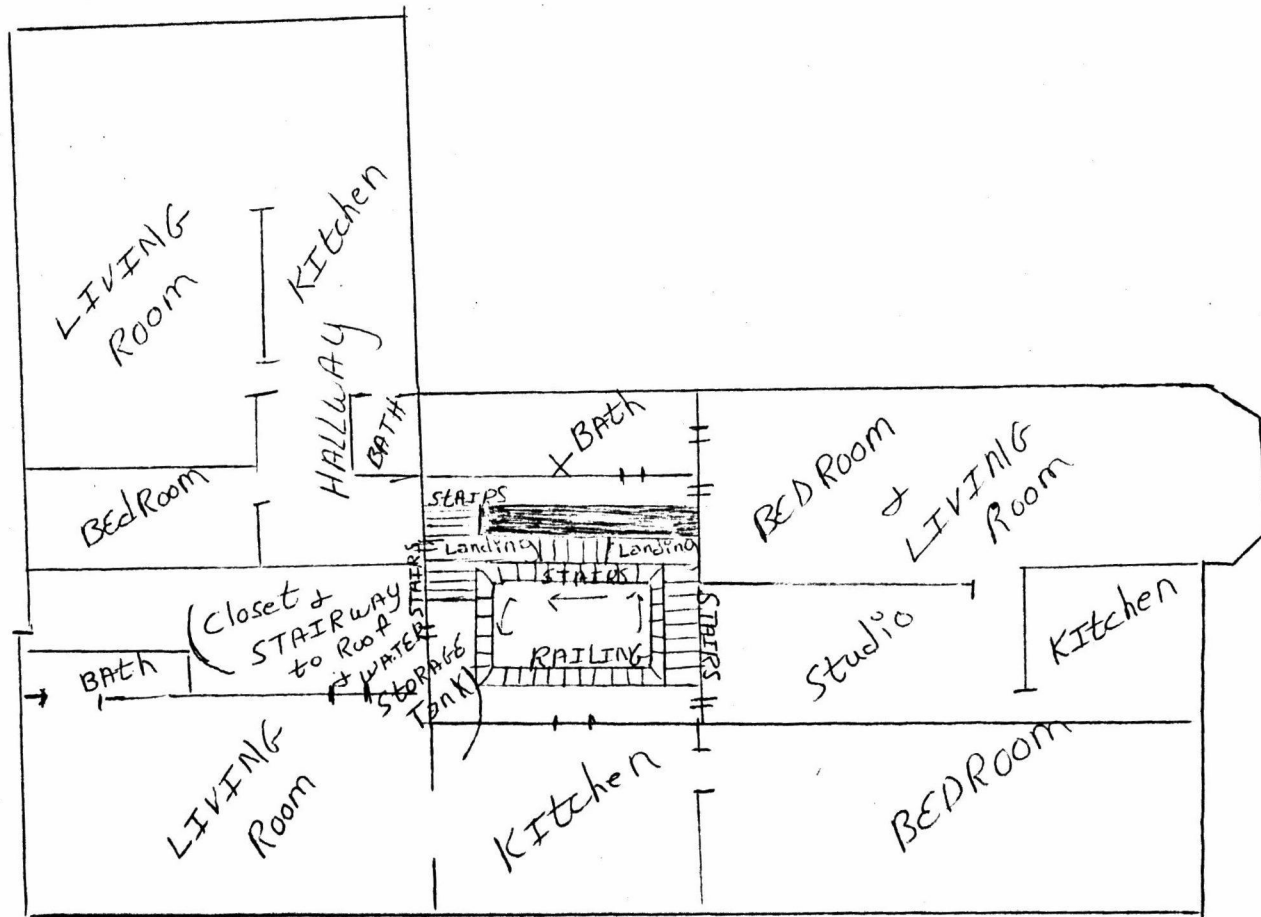 LIVING
Room
KItchen
HALLWAY
BATH
BEdRoom
Bath
BEDRoom
&
LIVING
Room
StAIRS
Landing
Landing
STAIRS
STAIRS
STAIRS
RAILING
(Closet &
STAIRWAY
to Roof
& WATER
STORAGE
TanK)
BATH
Studio
KItchen
LIVING
Room
KItchen
BEDRoom